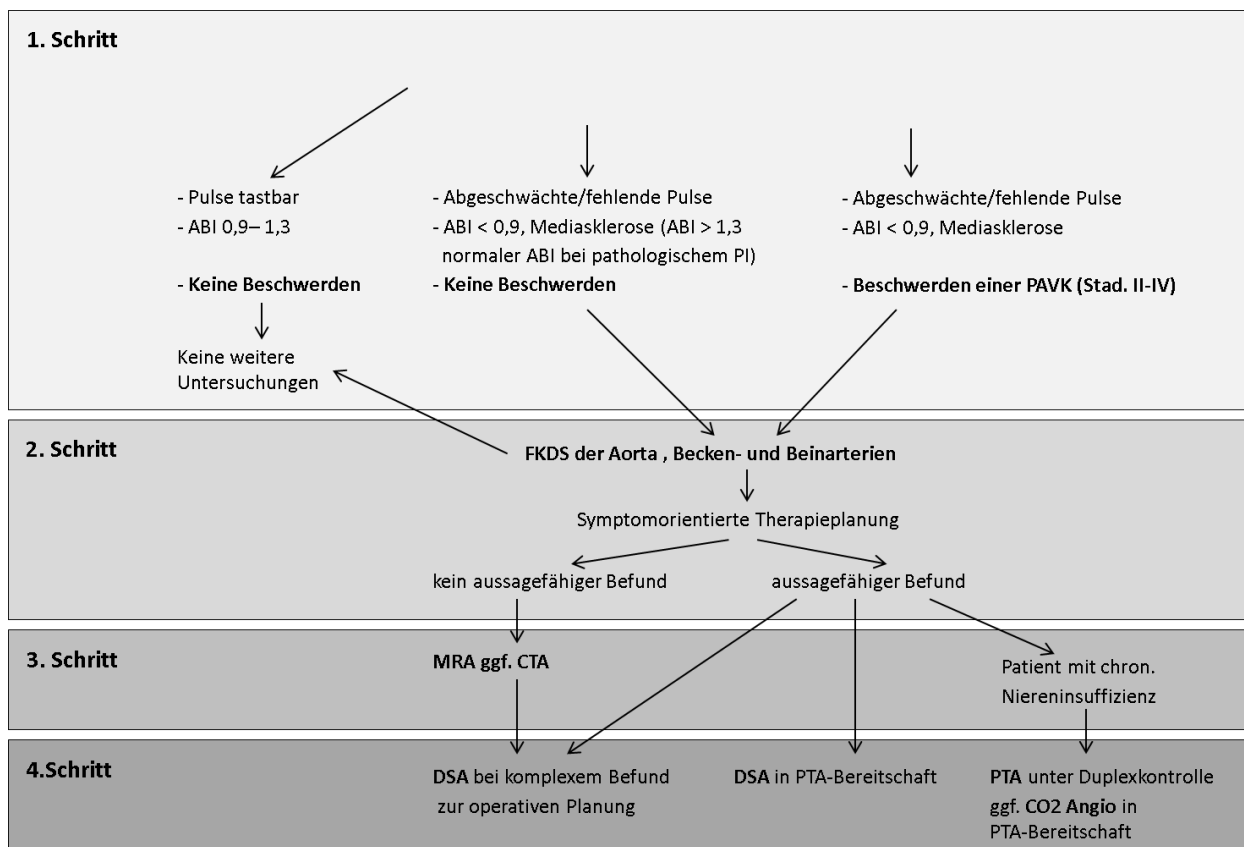 1. Schritt
- Pulse tastbar
- ABI 0,9– 1,3
- Keine Beschwerden
Keine weitere
Untersuchungen
- Abgeschwächte/fehlende Pulse
- ABI < 0,9, Mediasklerose (ABI > 1,3
normaler ABI bei pathologischem PI)
- Keine Beschwerden
- Abgeschwächte/fehlende Pulse
- ABI < 0,9, Mediasklerose
- Beschwerden einer PAVK (Stad. II-IV)
2. Schritt
FKDS der Aorta , Becken- und Beinarterien
Symptomorientierte Therapieplanung
kein aussagefähiger Befund
aussagefähiger Befund
3. Schritt
MRA ggf. CTA
Patient mit chron.
Niereninsuffizienz
4.Schritt
DSA bei komplexem Befund
zur operativen Planung
DSA in PTA-Bereitschaft
PTA unter Duplexkontrolle
ggf. CO2 Angio in
PTA-Bereitschaft